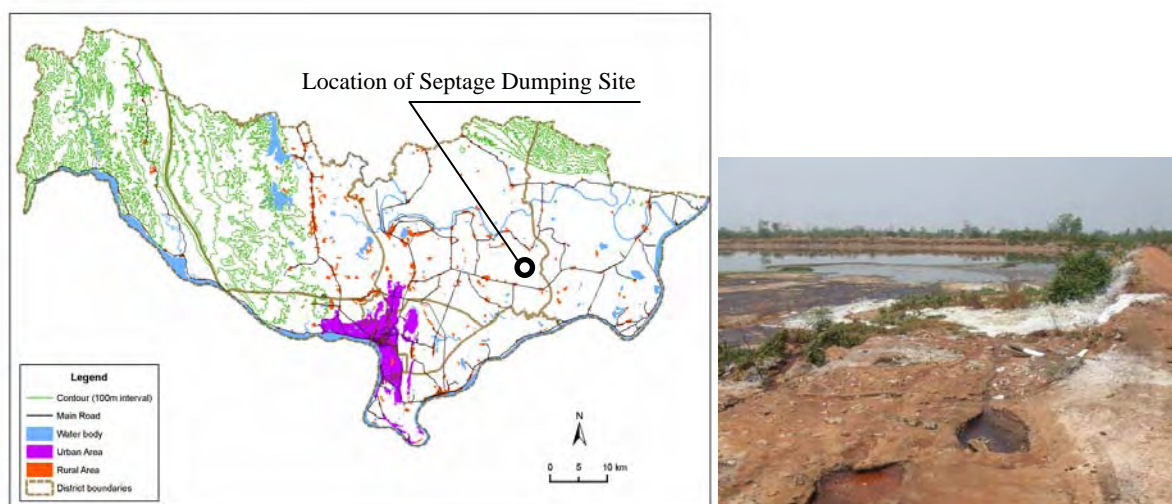 Location of Septage Dumping Site
Legend
Contour (100m interval)
Main Road
Water body
Urban Area
Rural Area
District boundaries
N
0 5 10 km